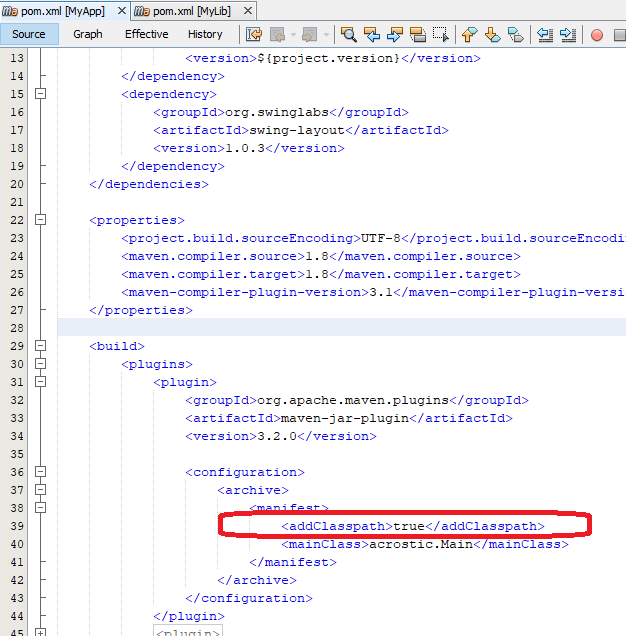 pom.xml [MyApp] pom.xml [MyLib]
Source Graph Effective History
13 <version>${project.version}</version>
14 </dependency>
15 <dependency>
16 <groupId>org.swinglabs</groupId>
17 <artifactId>swing-layout</artifactId>
18 <version>1.0.3</version>
19 </dependency>
20 </dependencies>
21
22 <properties>
23 <project.build.sourceEncoding>UTF-8</project.build.sourceEncodi
24 <maven.compiler.source>1.8</maven.compiler.source>
25 <maven.compiler.target>1.8</maven.compiler.target>
26 <maven-compiler-plugin-version>3.1</maven-compiler-plugin-versi
27 </properties>
28
29 <build>
30 <plugins>
31 <plugin>
32 <groupId>org.apache.maven.plugins</groupId>
33 <artifactId>maven-jar-plugin</artifactId>
34 <version>3.2.0</version>
35
36 <configuration>
37 <archive>
38 <manifest>
39 <addClasspath>true</addClasspath>
40 <mainClass>acrostic.Main</mainClass>
41 </manifest>
42 </archive>
43 </configuration>
44 </plugin>
45 <plugin>